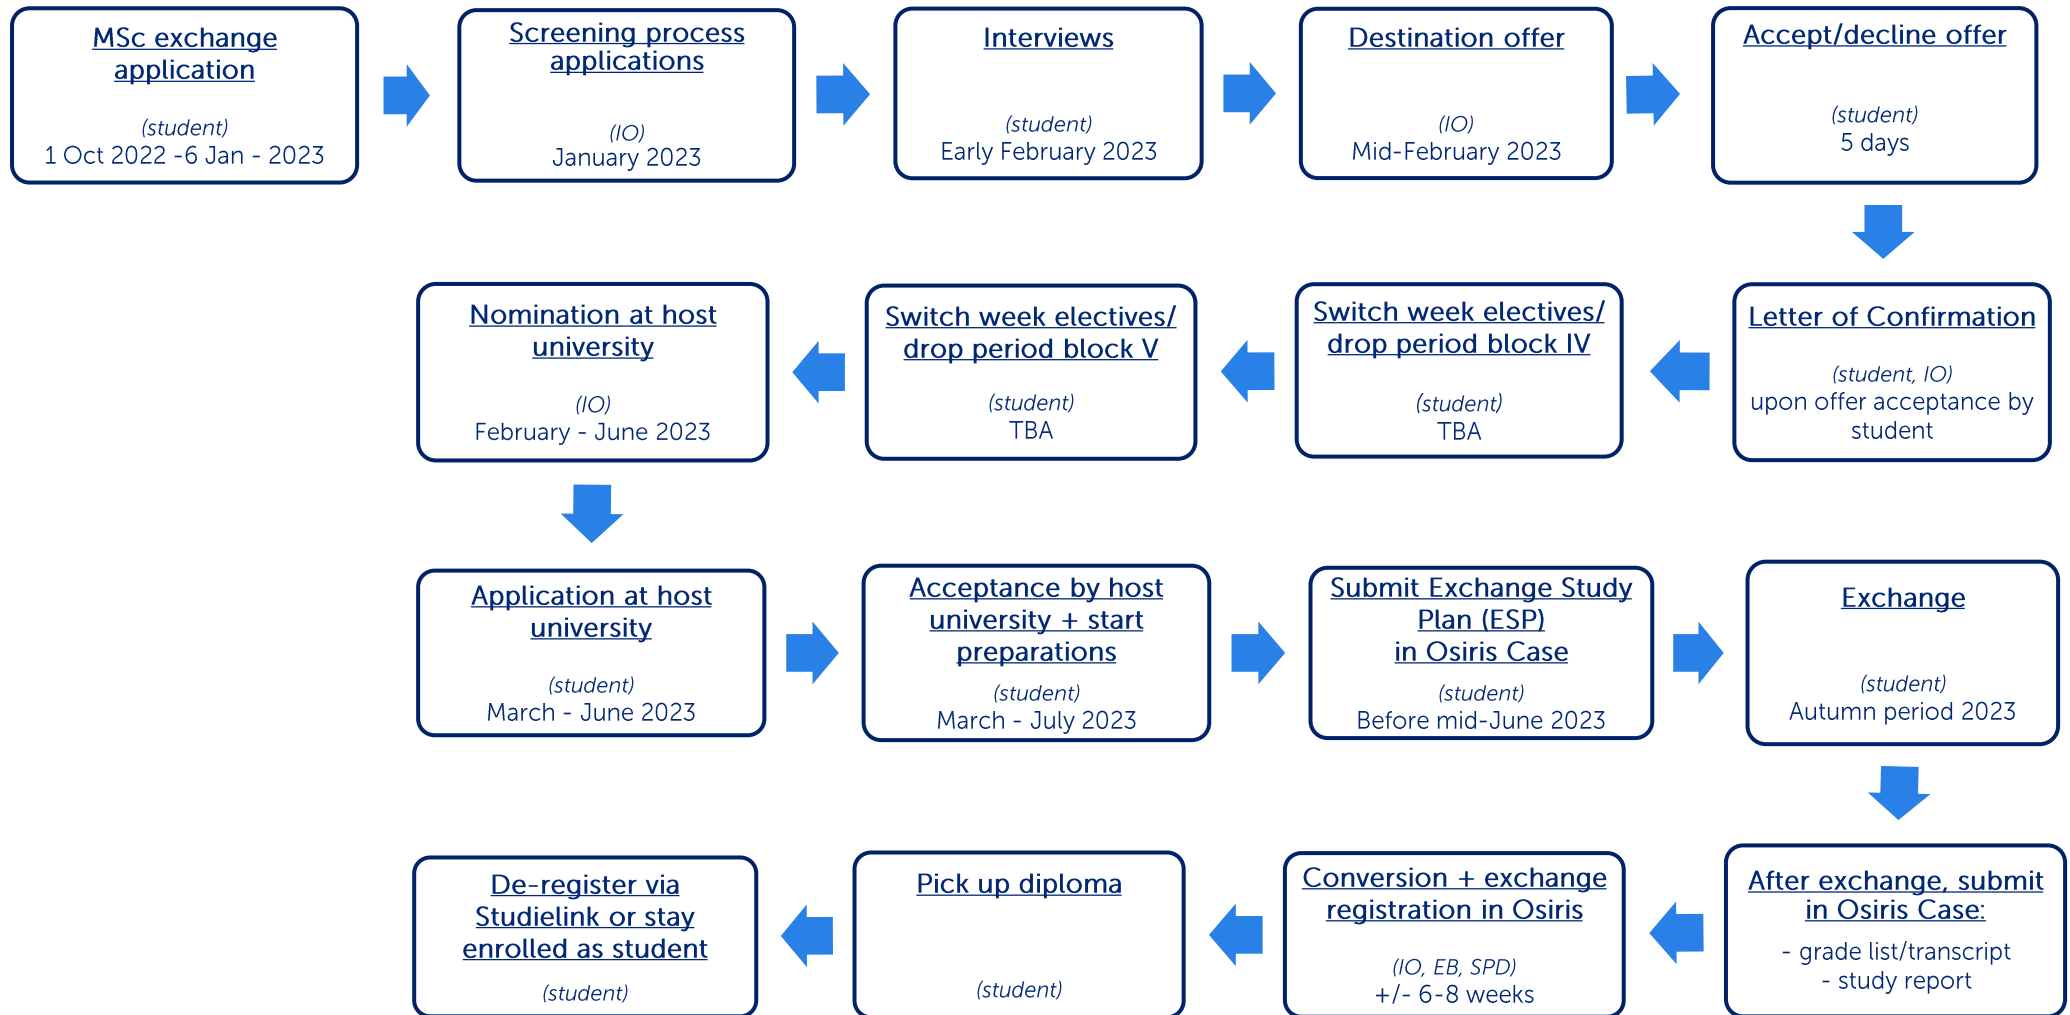 MSc exchange
application
(student)
1 Oct 2022 -6 Jan - 2023
Screening process
applications
(IO)
January 2023
Interviews
(student)
Early February 2023
Destination offer
(IO)
Mid-February 2023
Accept/decline offer
(student)
5 days
Letter of Confirmation
(student, IO)
upon offer acceptance by
student
Switch week electives/
drop period block IV
(student)
TBA
Switch week electives/
drop period block V
(student)
TBA
Nomination at host
university
(IO)
February - June 2023
Application at host
university
(student)
March - June 2023
Acceptance by host
university + start
preparations
(student)
March - July 2023
Submit Exchange Study
Plan (ESP)
in Osiris Case
(student)
Before mid-June 2023
Exchange
(student)
Autumn period 2023
After exchange, submit
in Osiris Case:
- grade list/transcript
- study report
Conversion + exchange
registration in Osiris
(IO, EB, SPD)
+/- 6-8 weeks
Pick up diploma
(student)
De-register via
Studielink or stay
enrolled as student
(student)